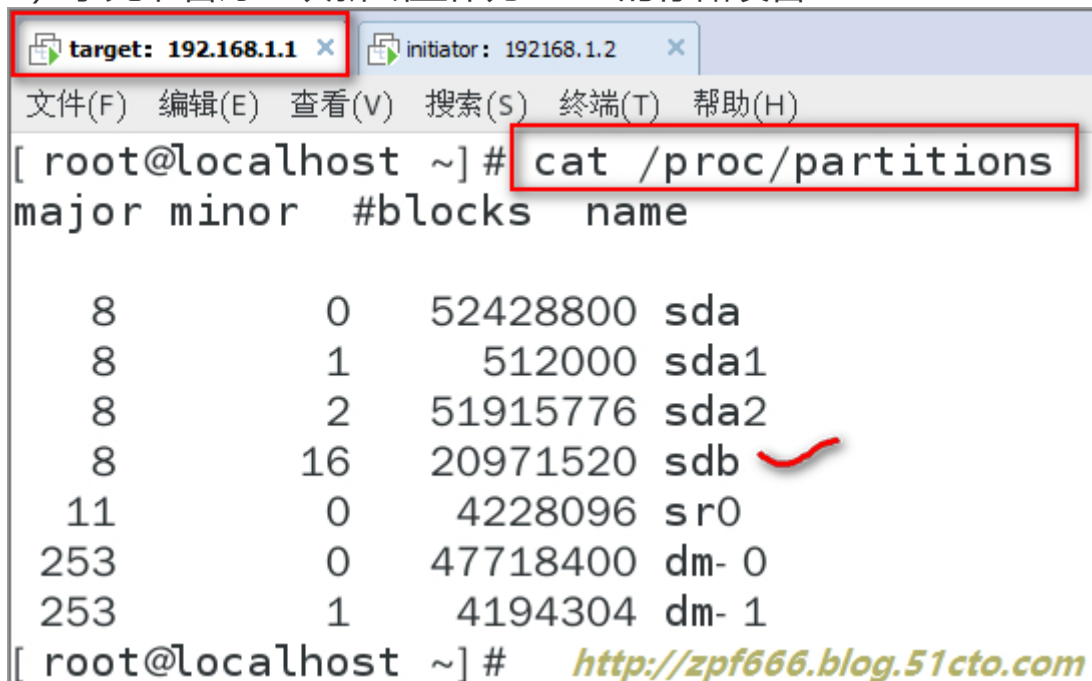 target: 192.168.1.1 × initiator: 192168.1.2 ×
文件(F) 编辑(E) 查看(V) 搜索(S) 终端(T) 帮助(H)
[root@localhost ~]# cat /proc/partitions
major minor #blocks name
8 0 52428800 sda
8 1 512000 sda1
8 2 51915776 sda2
8 16 20971520 sdb
11 0 4228096 sr0
253 0 47718400 dm-0
253 1 4194304 dm-1
[root@localhost ~]# http://zpf666.blog.51cto.com